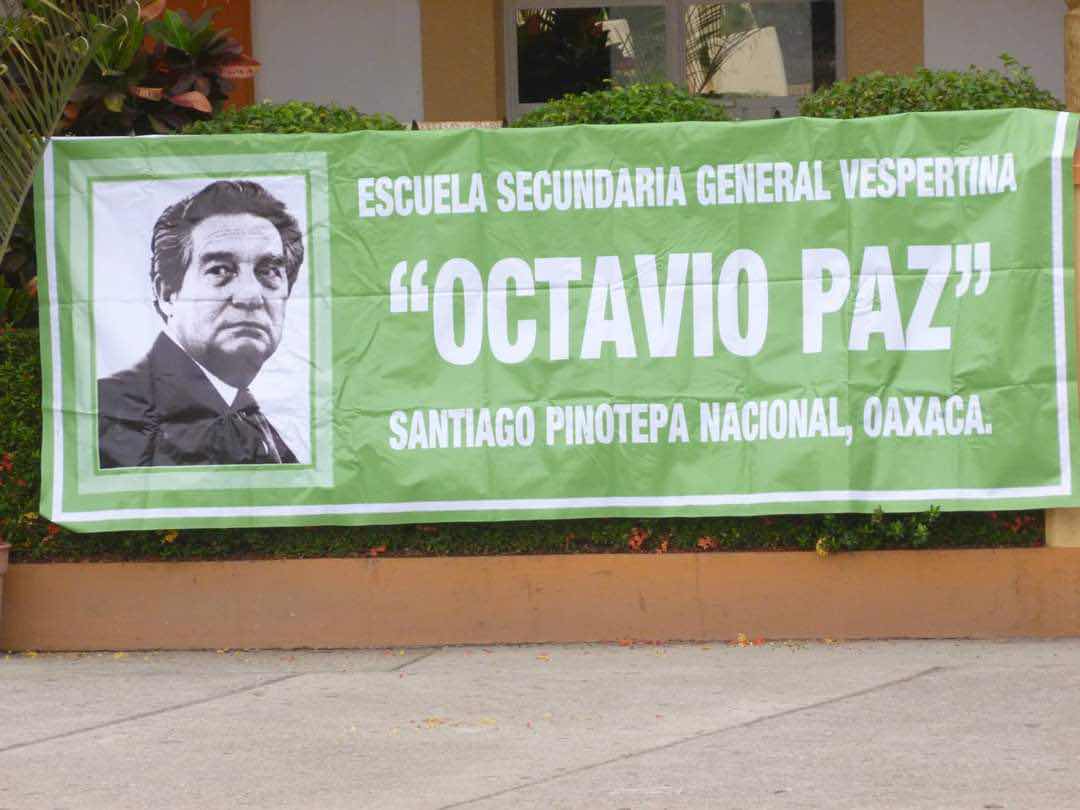 ESCUELA SECUNDARIA GENERAL VESPERTINA
“OCTAVIO PAZ”
SANTIAGO PINOTEPA NACIONAL, OAXACA.